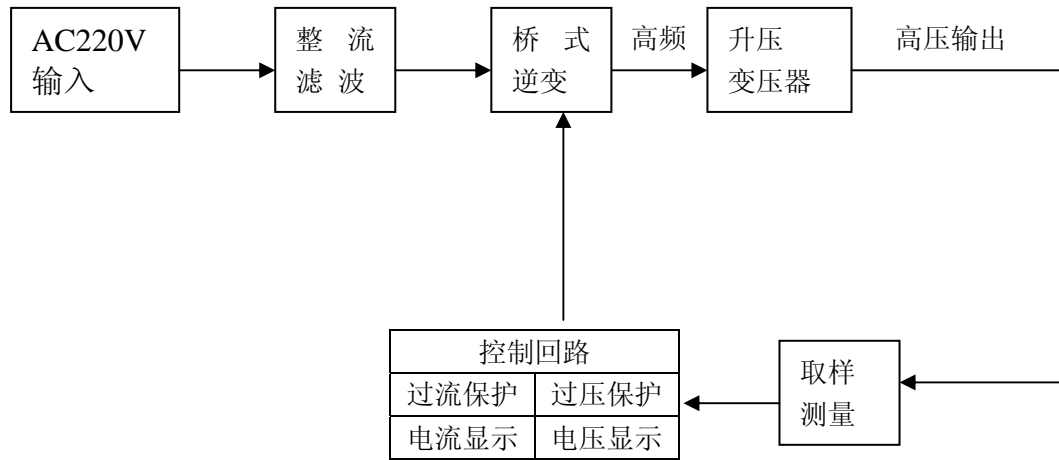 AC220V
输入
整 流
滤 波
桥 式
逆变
高频
升压
变压器
高压输出
控制回路
过流保护 过压保护
电流显示 电压显示
取样
测量